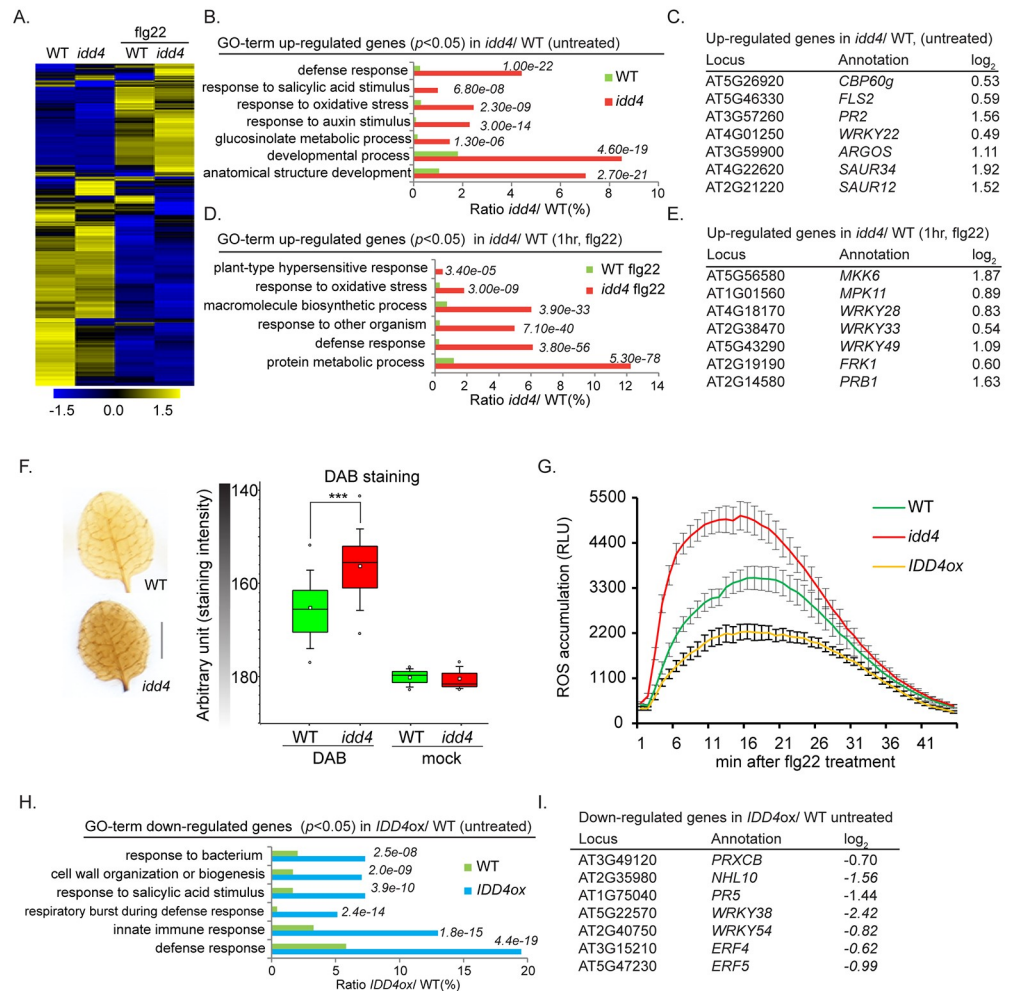 A.
flg22
WT idd4 WT idd4
-1.5 0.0 1.5
B.
GO-term up-regulated genes (p<0.05) in idd4/ WT (untreated)
defense response 1.00e-22
response to salicylic acid stimulus 6.80e-08
response to oxidative stress 2.30e-09
response to auxin stimulus 3.00e-14
glucosinolate metabolic process 1.30e-06
developmental process 4.60e-19
anatomical structure development 2.70e-21
WT
idd4
0 2 4 6 8 10
Ratio idd4/ WT(%)
C.
Up-regulated genes in idd4/ WT, (untreated)
Locus Annotation log2
AT5G26920 CBP60g 0.53
AT5G46330 FLS2 0.59
AT3G57260 PR2 1.56
AT4G01250 WRKY22 0.49
AT3G59900 ARGOS 1.11
AT4G22620 SAUR34 1.92
AT2G21220 SAUR12 1.52
D.
GO-term up-regulated genes (p<0.05) in idd4/ WT (1hr, flg22)
plant-type hypersensitive response 3.40e-05
response to oxidative stress 3.00e-09
macromolecule biosynthetic process 3.90e-33
response to other organism 7.10e-40
defense response 3.80e-56
protein metabolic process 5.30e-78
WT flg22
idd4 flg22
0 2 4 6 8 10 12 14
Ratio idd4/ WT(%)
E.
Up-regulated genes in idd4/ WT (1hr, flg22)
Locus Annotation log2
AT5G56580 MKK6 1.87
AT1G01560 MPK11 0.89
AT4G18170 WRKY28 0.83
AT2G38470 WRKY33 0.54
AT5G43290 WRKY49 1.09
AT2G19190 FRK1 0.60
AT2G14580 PRB1 1.63
F.
WT
idd4
DAB staining
Arbitrary unit (staining intensity)
140
160
180
***
WT idd4 WT idd4
DAB mock
G.
ROS accumulation (RLU)
5500
4400
3300
2200
1100
0
WT
idd4
IDD4ox
1 6 11 16 21 26 31 36 41
min after flg22 treatment
H.
GO-term down-regulated genes (p<0.05) in IDD4ox/ WT (untreated)
response to bacterium 2.5e-08
cell wall organization or biogenesis 2.0e-09
response to salicylic acid stimulus 3.9e-10
respiratory burst during defense response 2.4e-14
innate immune response 1.8e-15
defense response 4.4e-19
WT
IDD4ox
0 5 10 15 20
Ratio IDD4ox/ WT(%)
I.
Down-regulated genes in IDD4ox/ WT untreated
Locus Annotation log2
AT3G49120 PRXCB -0.70
AT2G35980 NHL10 -1.56
AT1G75040 PR5 -1.44
AT5G22570 WRKY38 -2.42
AT2G40750 WRKY54 -0.82
AT3G15210 ERF4 -0.62
AT5G47230 ERF5 -0.99